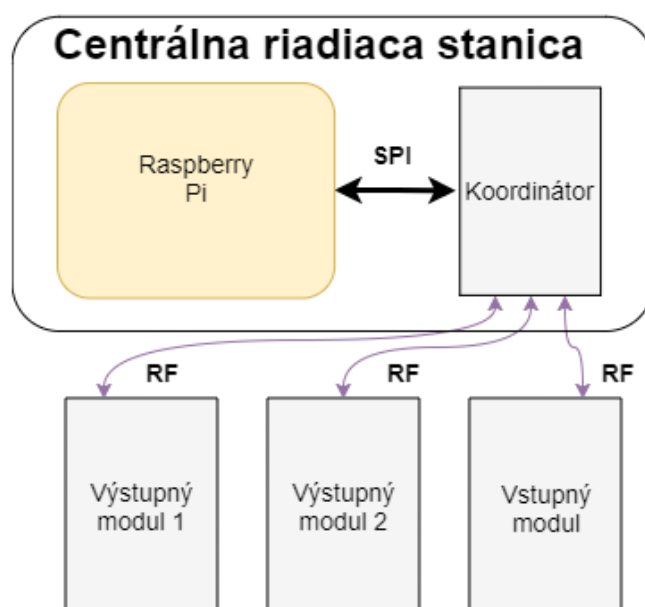 Centrálna riadiaca stanica
Raspberry
Pi
SPI
Koordinátor
RF
RF
RF
Výstupný
modul 1
Výstupný
modul 2
Vstupný
modul